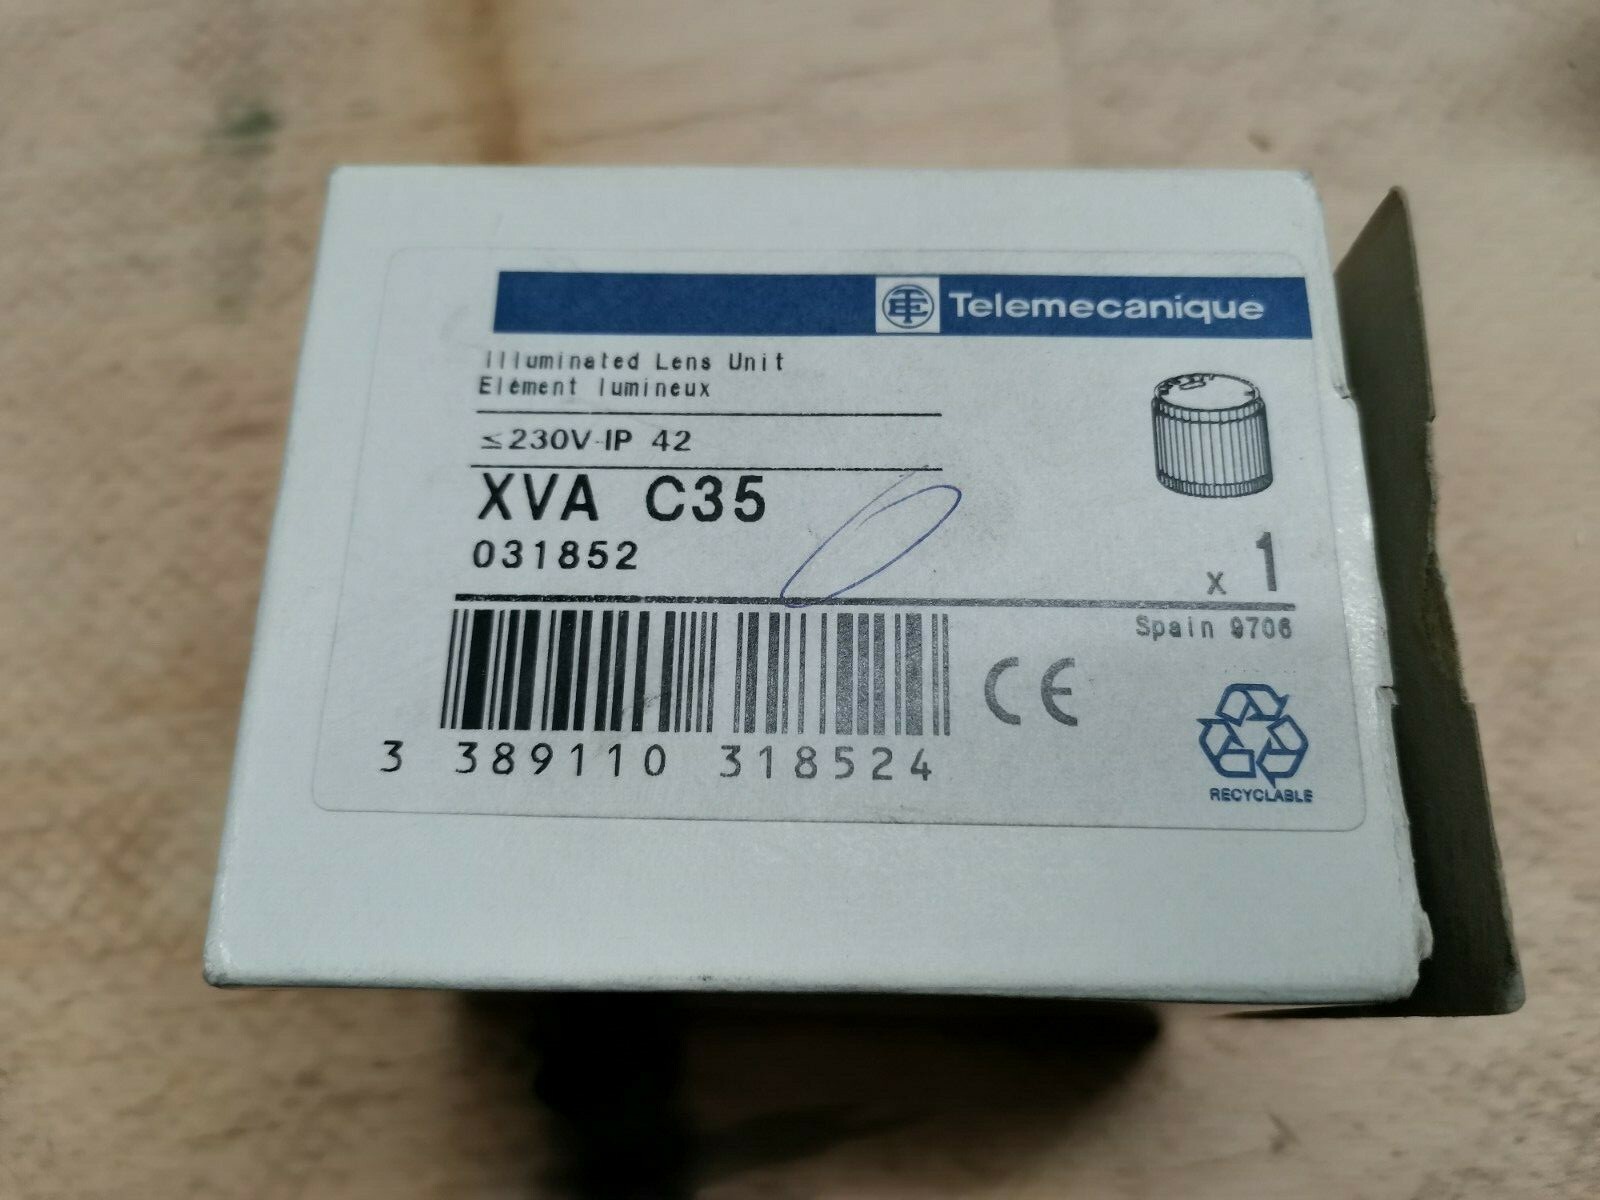 Telemecanique
Illuminated Lens Unit
Elément lumineux
≤230V-IP 42
XVA C35
031852
x 1
Spain 9706
CE
3 389110 318524
RECYCLABLE